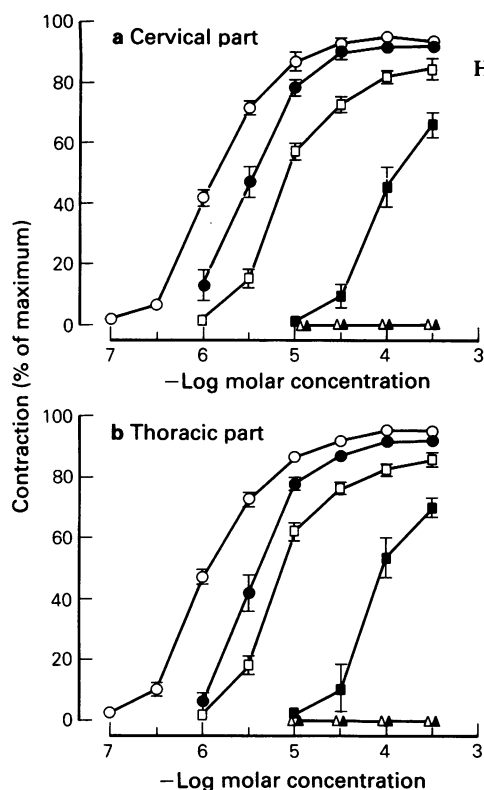 Contraction (% of maximum)
a Cervical part
H
100
80
60
40
20
0
7 6 5 4 3
−Log molar concentration
b Thoracic part
100
80
60
40
20
0
7 6 5 4 3
−Log molar concentration